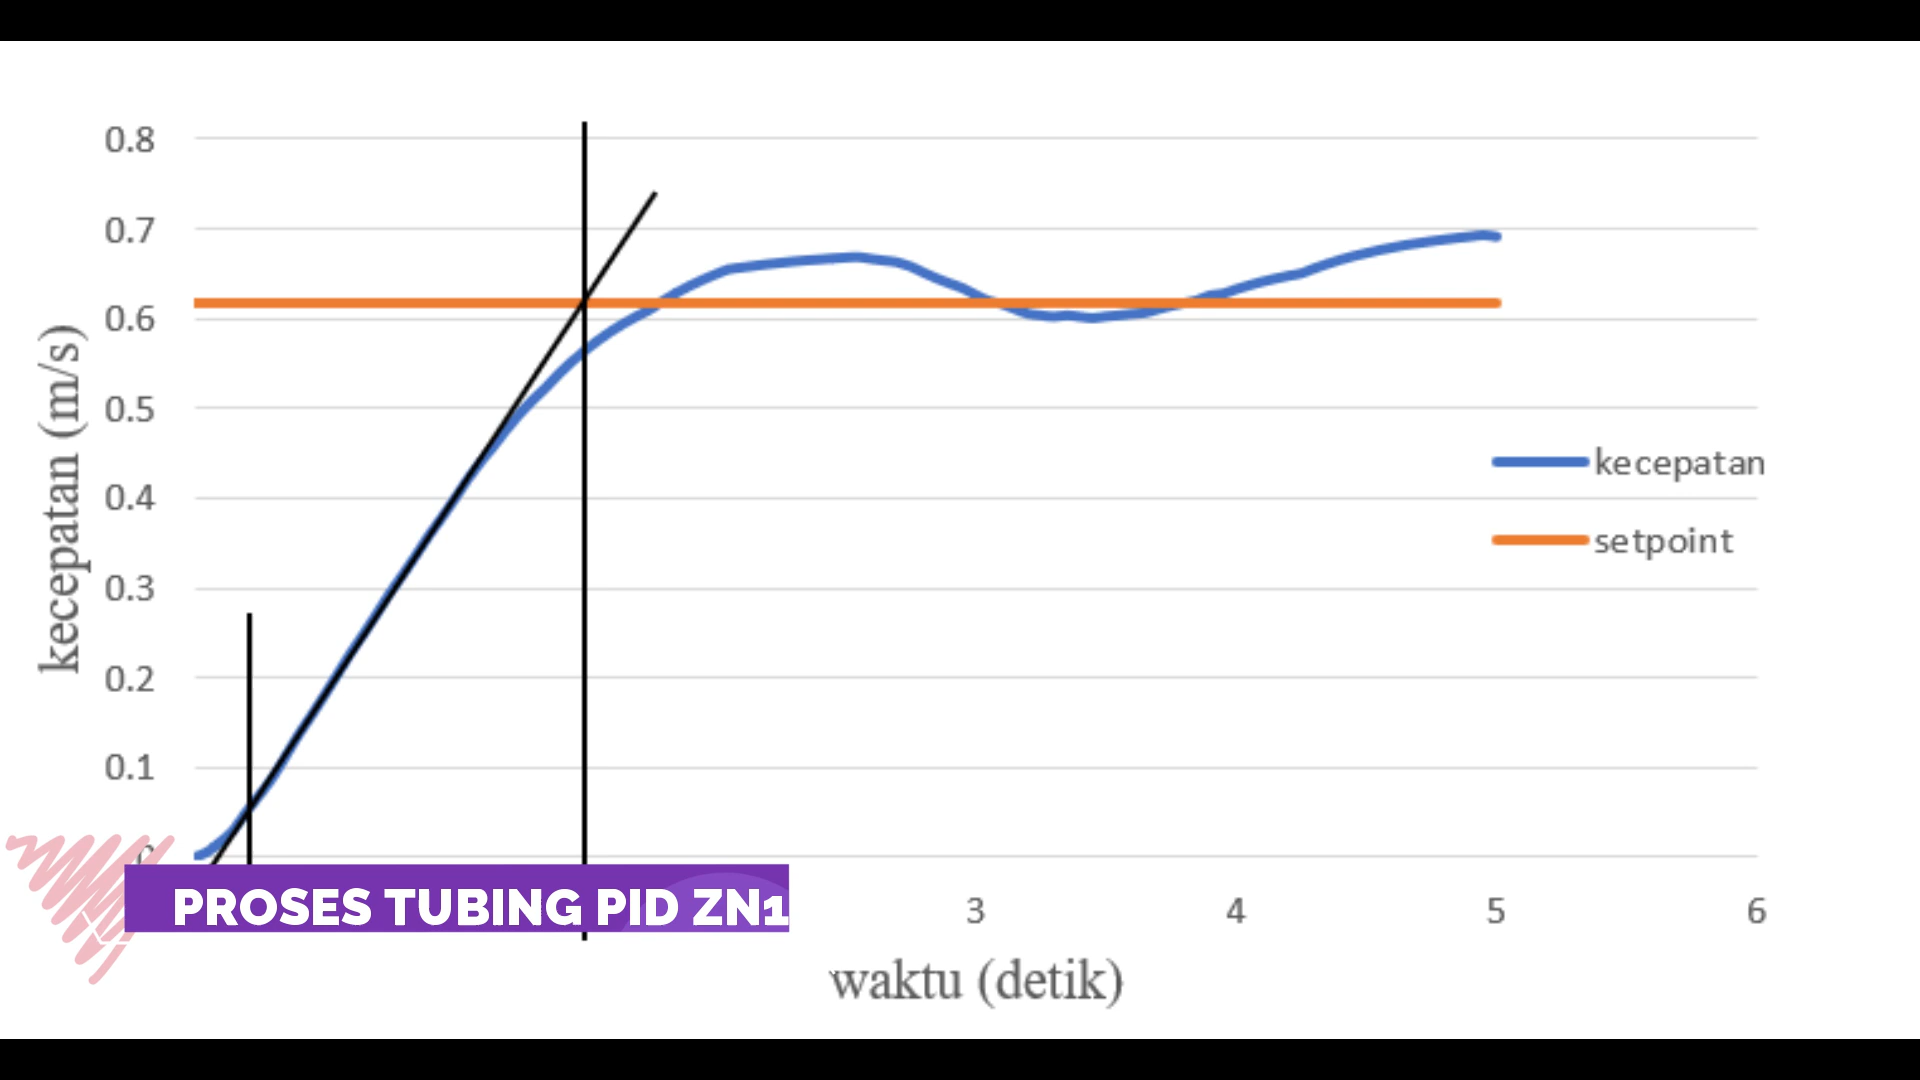 0.8
0.7
0.6
0.5
0.4
0.3
0.2
0.1
kecepatan (m/s)
kecepatan
setpoint
PROSES TUBING PID ZN1
3 4 5 6
waktu (detik)